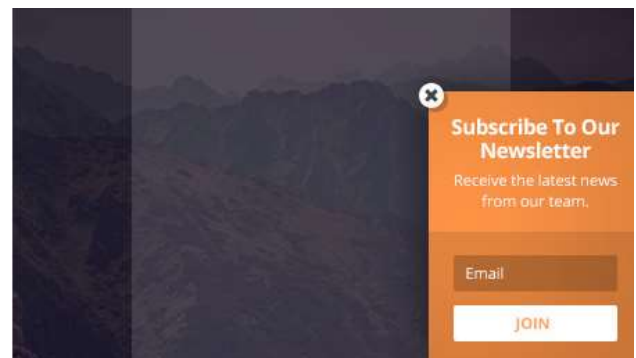 Subscribe To Our
Newsletter
Receive the latest news
from our team.
Email
JOIN